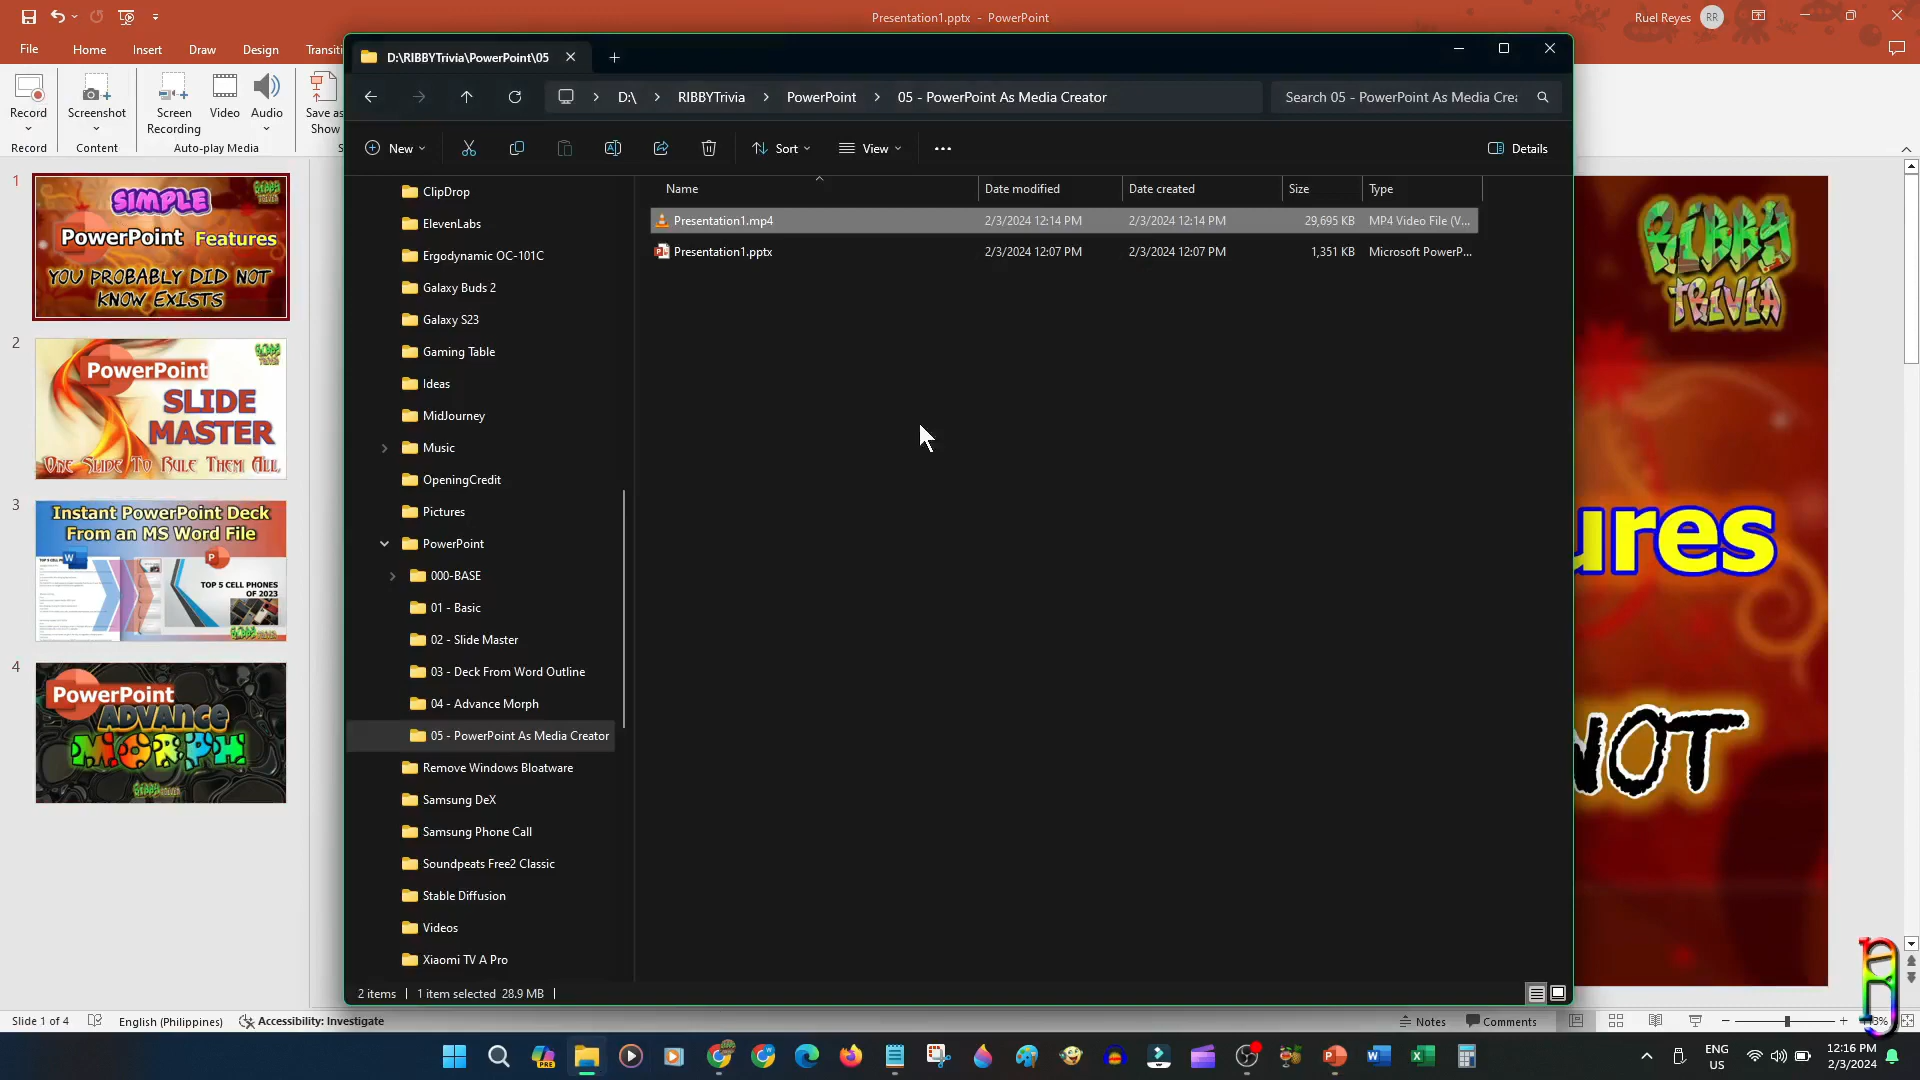 Presentation1.pptx - PowerPoint
Ruel Reyes
RR
File
Home
Insert
Draw
Design
Transiti
Record
Screenshot
Screen
Recording
Video
Audio
Save as
Show
Record
Content
Auto-play Media
D:\RIBBYTrivia\PowerPoint\05
D:\
RIBBYTrivia
PowerPoint
05 - PowerPoint As Media Creator
Search 05 - PowerPoint As Media Crea
New
Sort
View
Details
ClipDrop
ElevenLabs
Ergodynamic OC-101C
Galaxy Buds 2
Galaxy S23
Gaming Table
Ideas
MidJourney
Music
OpeningCredit
Pictures
PowerPoint
000-BASE
01 - Basic
02 - Slide Master
03 - Deck From Word Outline
04 - Advance Morph
05 - PowerPoint As Media Creator
Remove Windows Bloatware
Samsung DeX
Samsung Phone Call
Soundpeats Free2 Classic
Stable Diffusion
Videos
Xiaomi TV A Pro
Name
Date modified
Date created
Size
Type
Presentation1.mp4
2/3/2024 12:14 PM
2/3/2024 12:14 PM
29,695 KB
MP4 Video File (V...
Presentation1.pptx
2/3/2024 12:07 PM
2/3/2024 12:07 PM
1,351 KB
Microsoft PowerP...
2 items
1 item selected 28.9 MB
1
SIMPLE
PowerPoint Features
YOU PROBABLY DID NOT
KNOW EXISTS
2
PowerPoint
SLIDE
MASTER
ONE SLIDE TO RULE THEM ALL
3
Instant PowerPoint Deck
From an MS Word File
TOP 5 CELL PHONES
OF 2023
4
PowerPoint
ADVANCE
MORPH
RIBBY
TRIVIA
ures
NOT
Slide 1 of 4
English (Philippines)
Accessibility: Investigate
Notes
Comments
ENG
US
12:16 PM
2/3/2024